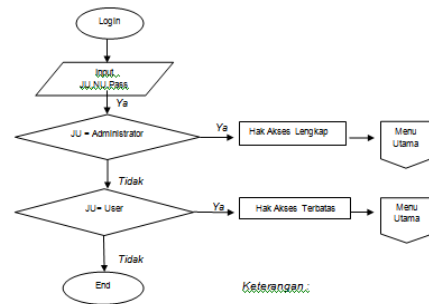 Login
Input
JU,NU,Pass
Ya
JU = Administrator
Ya
Hak Akses Lengkap
Menu
Utama
Tidak
JU= User
Ya
Hak Akses Terbatas
Menu
Utama
Tidak
End
Keterangan :